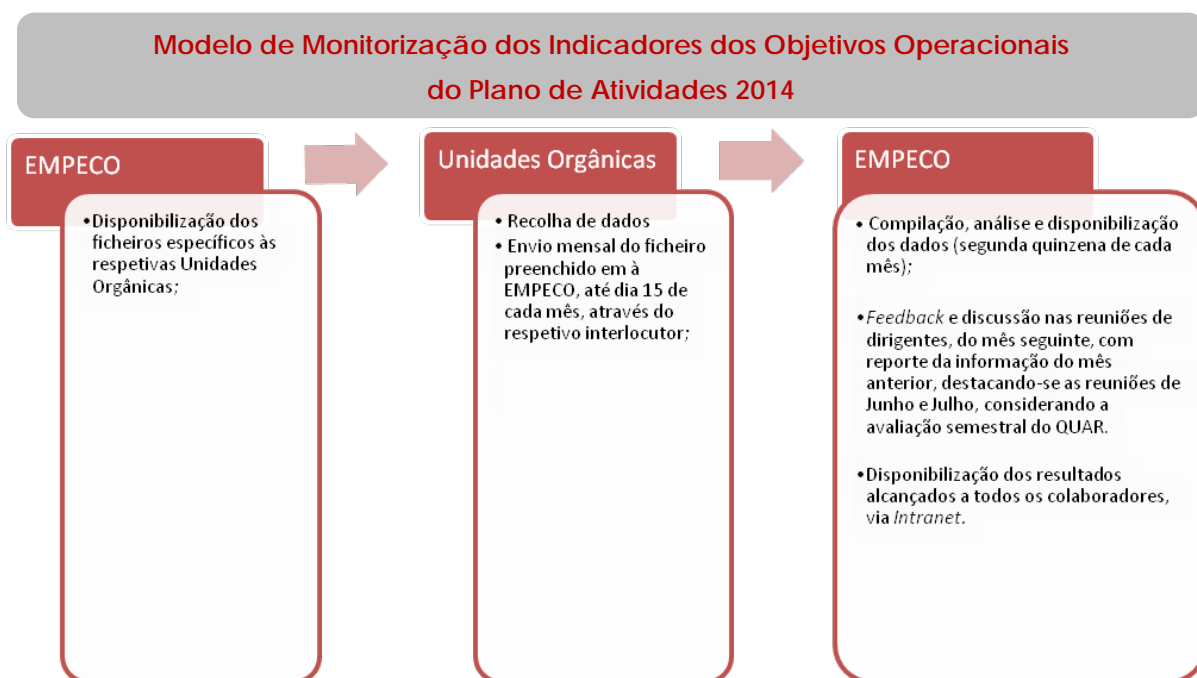 Modelo de Monitorização dos Indicadores dos Objetivos Operacionais
do Plano de Atividades 2014
EMPECO
•Disponibilização dos
ficheiros específicos às
respetivas Unidades
Orgânicas;
Unidades Orgânicas
• Recolha de dados
• Envio mensal do ficheiro
preenchido em à
EMPECO, até dia 15 de
cada mês, através do
respetivo interlocutor;
EMPECO
• Compilação, análise e disponibilização
dos dados (segunda quinzena de cada
mês);
•Feedback e discussão nas reuniões de
dirigentes, do mês seguinte, com
reporte da informação do mês
anterior, destacando-se as reuniões de
Junho e Julho, considerando a
avaliação semestral do QUAR.
•Disponibilização dos resultados
alcançados a todos os colaboradores,
via Intranet.